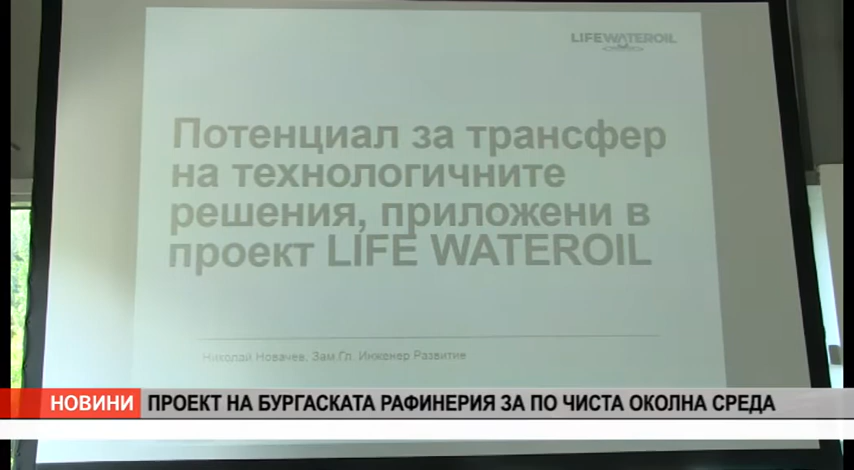 LIFEWATEROIL
Потенциал за трансфер
на технологичните
решения, приложени в
проект LIFE WATEROIL
Николай Новачев, Зам.Гл. Инженер Развитие
НОВИНИ
ПРОЕКТ НА БУРГАСКАТА РАФИНЕРИЯ ЗА ПО ЧИСТА ОКОЛНА СРЕДА